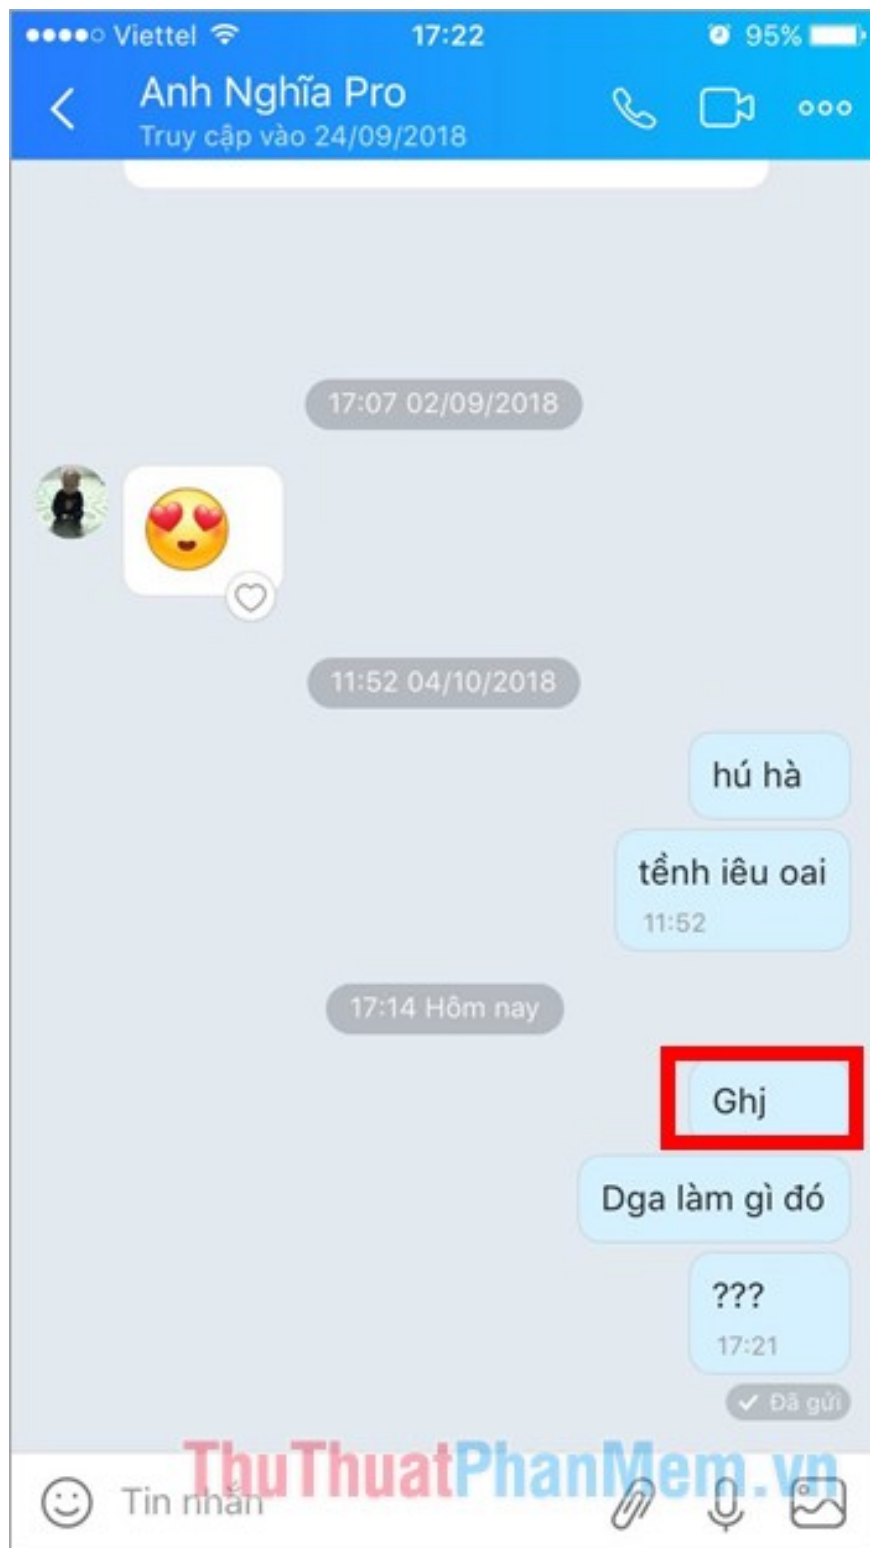 Viettel 17:22 95%
Anh Nghĩa Pro
Truy cập vào 24/09/2018
17:07 02/09/2018
11:52 04/10/2018
hú hà
tềnh iêu oai
11:52
17:14 Hôm nay
Ghj
Dga làm gì đó
???
17:21
Đã gửi
ThuThuatPhanMem.vn
Tin nhắn